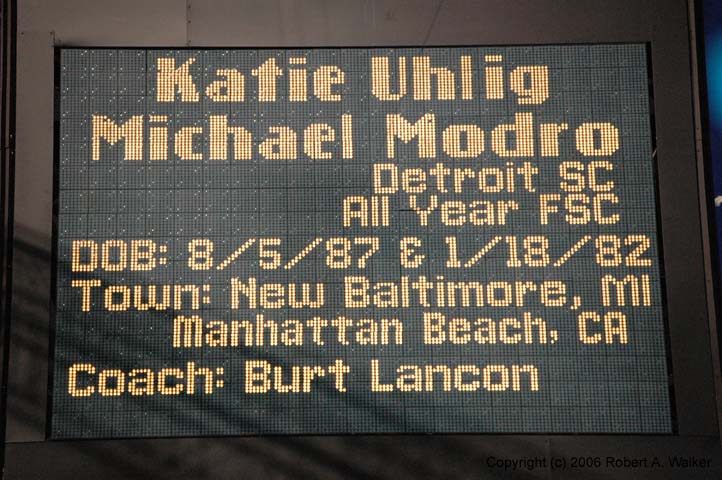 Katie Uhlig
Michael Modro
Detroit SC
All Year FSC
DOB: 8/5/87 & 1/18/82
Town: New Baltimore, MI
Manhattan Beach, CA
Coach: Burt Lancon
Copyright (c) 2006 Robert A. Walker